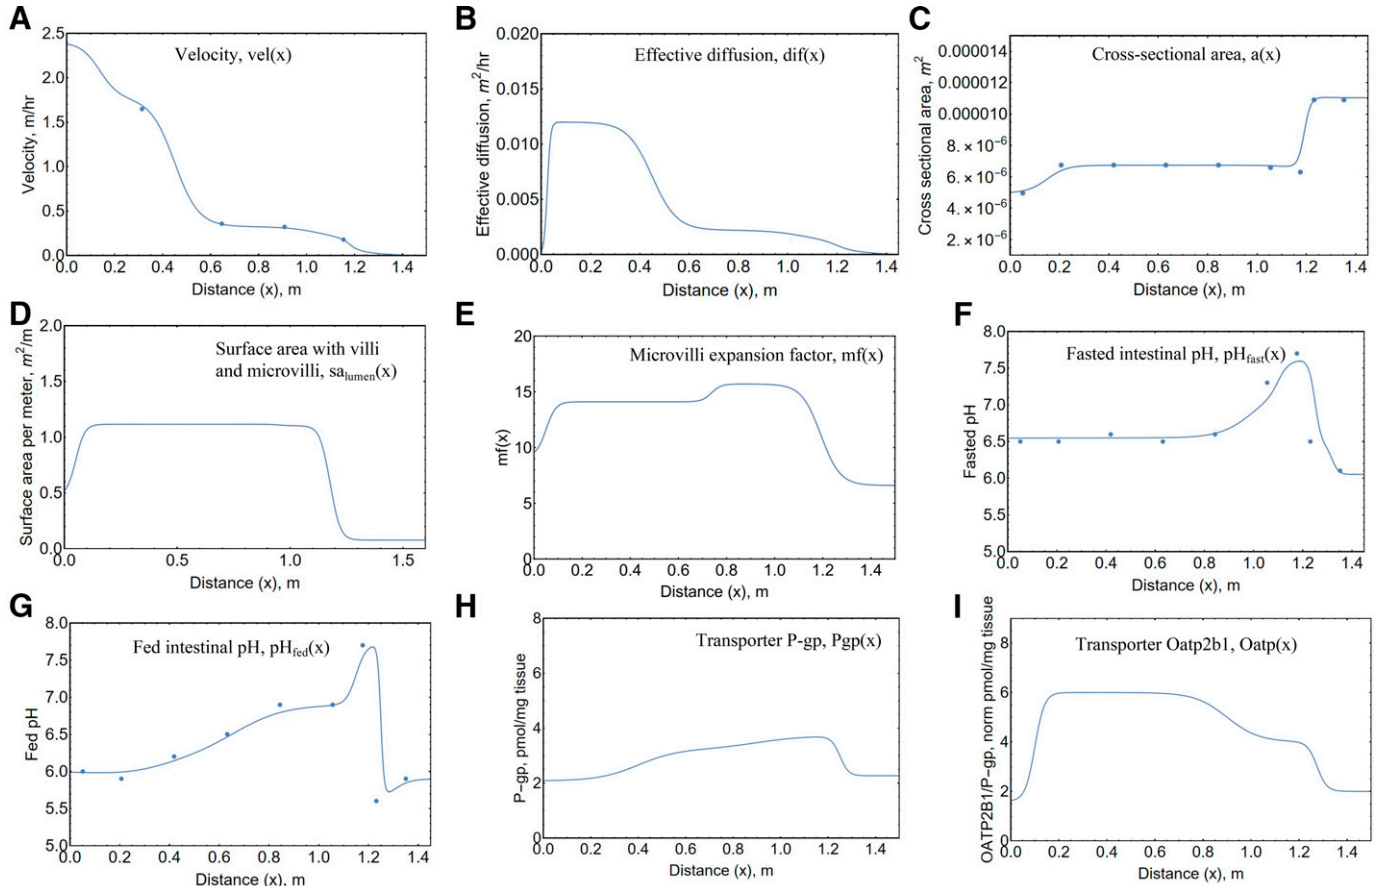 A
Velocity, vel(x)
Velocity, m/hr
2.5
2.0
1.5
1.0
0.5
0.0
0.0 0.2 0.4 0.6 0.8 1.0 1.2 1.4
Distance (x), m
B
Effective diffusion, dif(x)
Effective diffusion, m²/hr
0.020
0.015
0.010
0.005
0.000
0.0 0.2 0.4 0.6 0.8 1.0 1.2 1.4
Distance (x), m
C
Cross-sectional area, a(x)
Cross sectional area, m²
0.000014
0.000012
0.000010
8. × 10⁻⁶
6. × 10⁻⁶
4. × 10⁻⁶
2. × 10⁻⁶
0.0 0.2 0.4 0.6 0.8 1.0 1.2 1.4
Distance (x), m
D
Surface area with villi
and microvilli, sa_lumen(x)
Surface area per meter, m²/m
2.0
1.5
1.0
0.5
0.0
0.0 0.5 1.0 1.5
Distance (x), m
E
Microvilli expansion factor, mf(x)
mf(x)
20
15
10
5
0
0.0 0.2 0.4 0.6 0.8 1.0 1.2 1.4
Distance (x), m
F
Fasted intestinal pH, pH_fast(x)
Fasted pH
8.0
7.5
7.0
6.5
6.0
5.5
5.0
0.0 0.2 0.4 0.6 0.8 1.0 1.2 1.4
Distance (x), m
G
Fed intestinal pH, pH_fed(x)
Fed pH
8.0
7.5
7.0
6.5
6.0
5.5
5.0
0.0 0.2 0.4 0.6 0.8 1.0 1.2 1.4
Distance (x), m
H
Transporter P-gp, Pgp(x)
P-gp, pmol/mg tissue
8
6
4
2
0
0.0 0.2 0.4 0.6 0.8 1.0 1.2 1.4
Distance (x), m
I
Transporter Oatp2b1, Oatp(x)
OATP2B1/P-gp, norm pmol/mg tissue
8
6
4
2
0
0.0 0.2 0.4 0.6 0.8 1.0 1.2 1.4
Distance (x), m